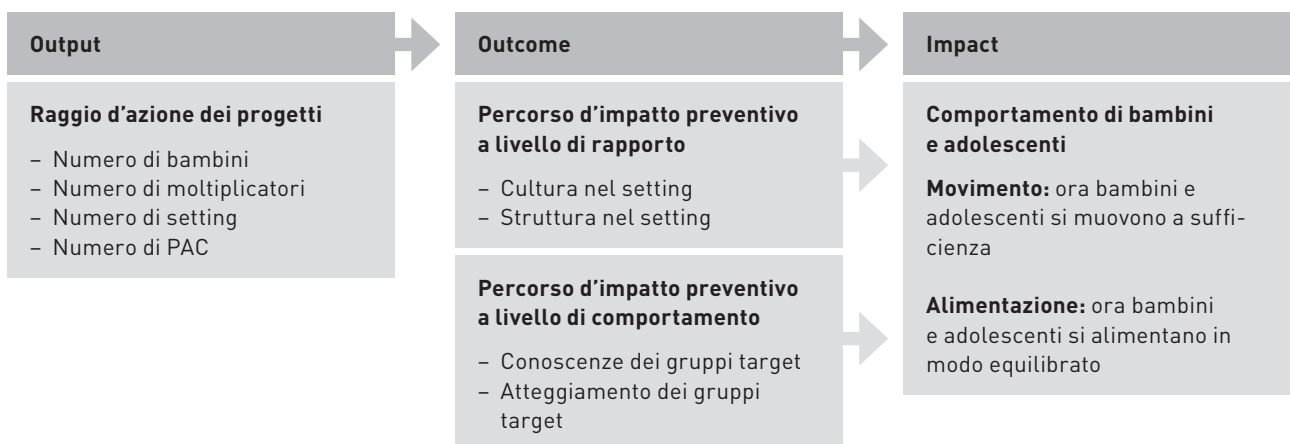 Output
Raggio d'azione dei progetti
– Numero di bambini
– Numero di moltiplicatori
– Numero di setting
– Numero di PAC
Outcome
Percorso d'impatto preventivo
a livello di rapporto
– Cultura nel setting
– Struttura nel setting
Percorso d'impatto preventivo
a livello di comportamento
– Conoscenze dei gruppi target
– Atteggiamento dei gruppi
target
Impact
Comportamento di bambini
e adolescenti
Movimento: ora bambini e
adolescenti si muovono a suffi-
cienza
Alimentazione: ora bambini
e adolescenti si alimentano in
modo equilibrato